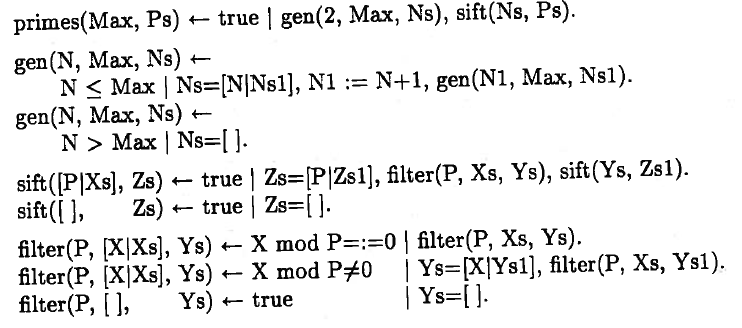 primes(Max, Ps) ← true | gen(2, Max, Ns), sift(Ns, Ps).
gen(N, Max, Ns) ←
N ≤ Max | Ns=[N|Ns1], N1 := N+1, gen(N1, Max, Ns1).
gen(N, Max, Ns) ←
N > Max | Ns=[ ].
sift([P|Xs], Zs) ← true | Zs=[P|Zs1], filter(P, Xs, Ys), sift(Ys, Zs1).
sift([ ], Zs) ← true | Zs=[ ].
filter(P, [X|Xs], Ys) ← X mod P=:=0 | filter(P, Xs, Ys).
filter(P, [X|Xs], Ys) ← X mod P≠0 | Ys=[X|Ys1], filter(P, Xs, Ys1).
filter(P, [ ], Ys) ← true | Ys=[ ].